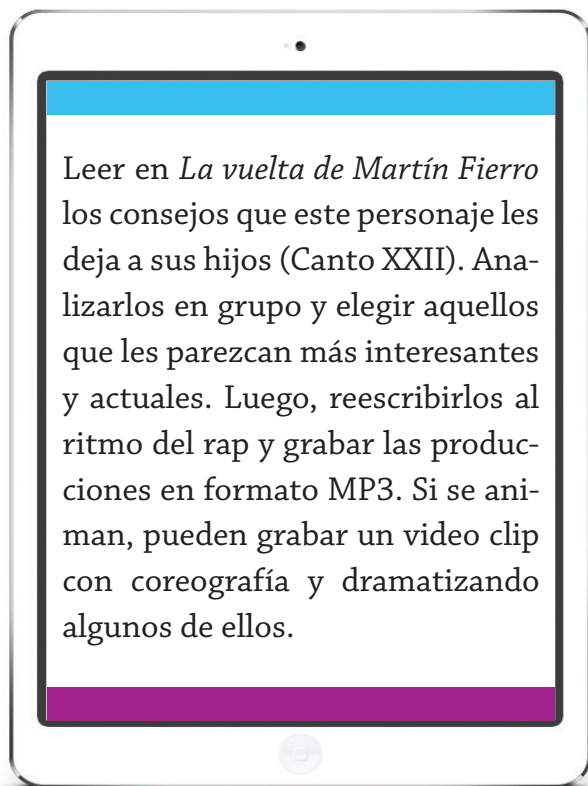 Leer en La vuelta de Martín Fierro
los consejos que este personaje les
deja a sus hijos (Canto XXII). Ana-
lizarlos en grupo y elegir aquellos
que les parezcan más interesantes
y actuales. Luego, reescribirlos al
ritmo del rap y grabar las produc-
ciones en formato MP3. Si se ani-
man, pueden grabar un video clip
con coreografía y dramatizando
algunos de ellos.